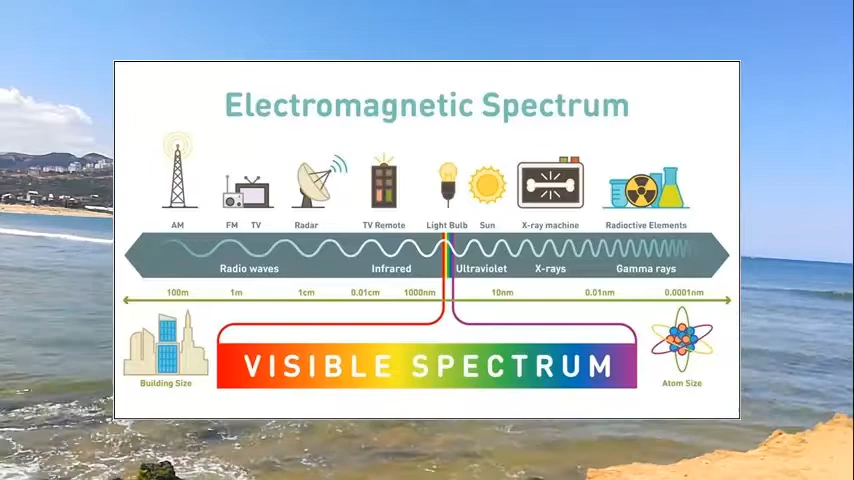 Electromagnetic Spectrum
AM
FM TV
Radar
TV Remote
Light Bulb
Sun
X-ray machine
Radioctive Elements
Radio waves
Infrared
Ultraviolet
X-rays
Gamma rays
100m
1m
1cm
0.01cm
1000nm
10nm
0.01nm
0.0001nm
Building Size
VISIBLE SPECTRUM
Atom Size